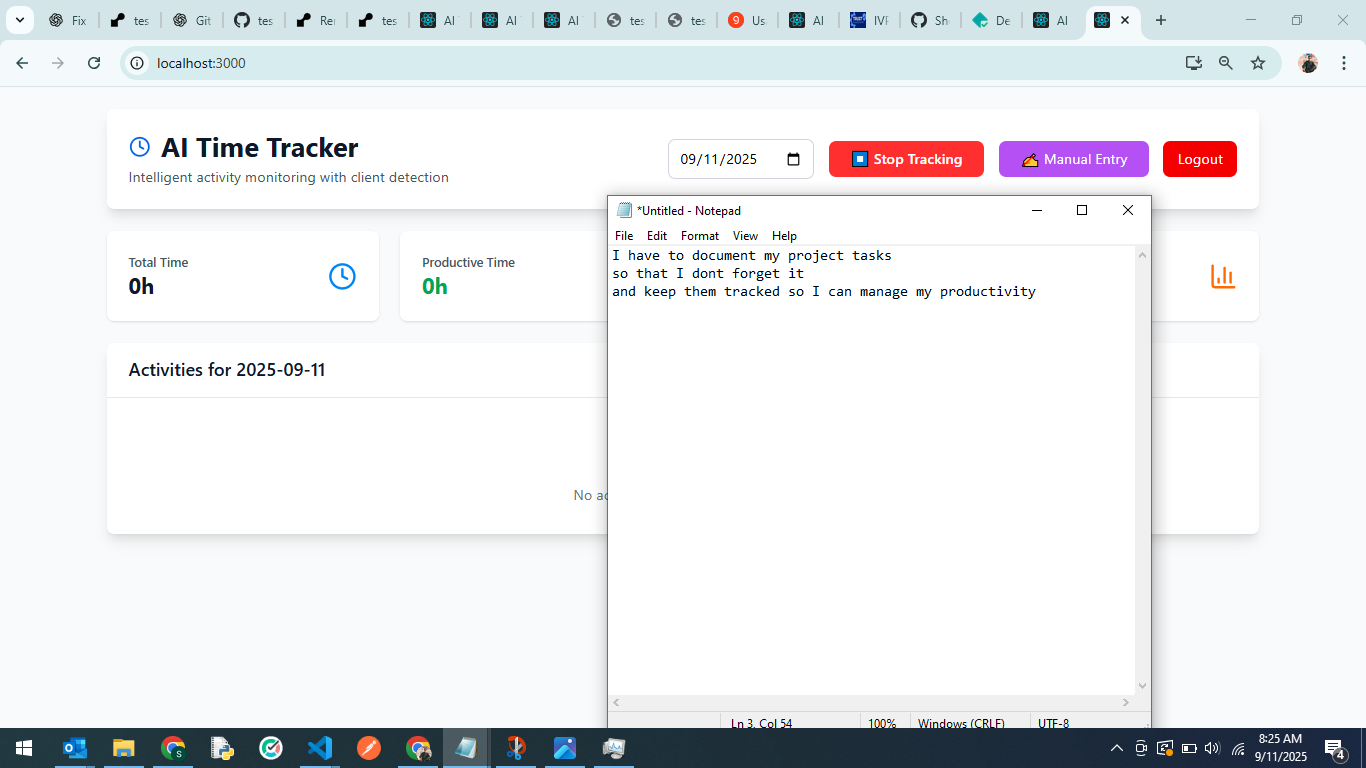 Fix
tes
Git
tes
Re
tes
AI
AI
AI
tes
tes
9
Us
AI
IVF
Sh
De
AI
localhost:3000
AI Time Tracker
Intelligent activity monitoring with client detection
09/11/2025
Stop Tracking
Manual Entry
Logout
*Untitled - Notepad
File Edit Format View Help
I have to document my project tasks
so that I dont forget it
and keep them tracked so I can manage my productivity
Total Time
0h
Productive Time
0h
Activities for 2025-09-11
No ac
Ln 3, Col 54
100%
Windows (CRLF)
UTF-8
8:25 AM
9/11/2025
4